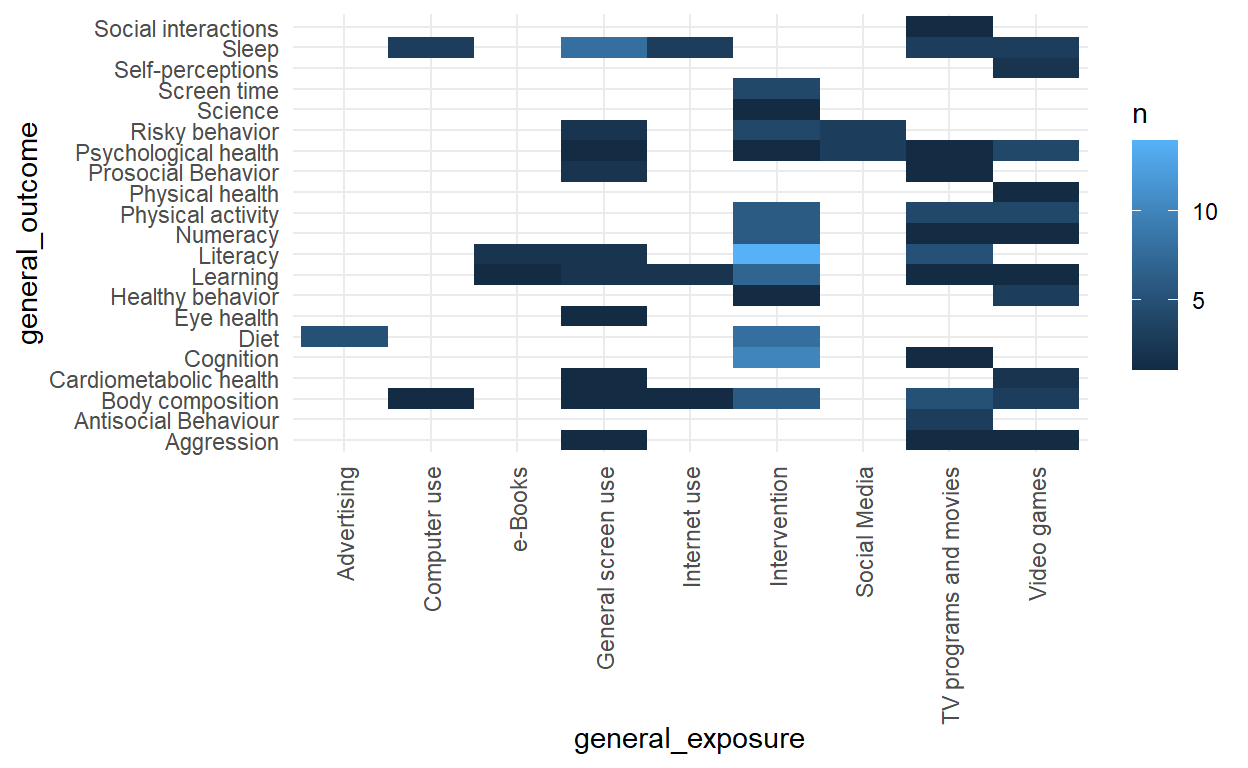 Social interactions
Sleep
Self-perceptions
Screen time
Science
Risky behavior
Psychological health
Prosocial Behavior
Physical health
Physical activity
Numeracy
Literacy
Learning
Healthy behavior
Eye health
Diet
Cognition
Cardiometabolic health
Body composition
Antisocial Behaviour
Aggression
general_outcome
Advertising
Computer use
e-Books
General screen use
Internet use
Intervention
Social Media
TV programs and movies
Video games
general_exposure
n
10
5